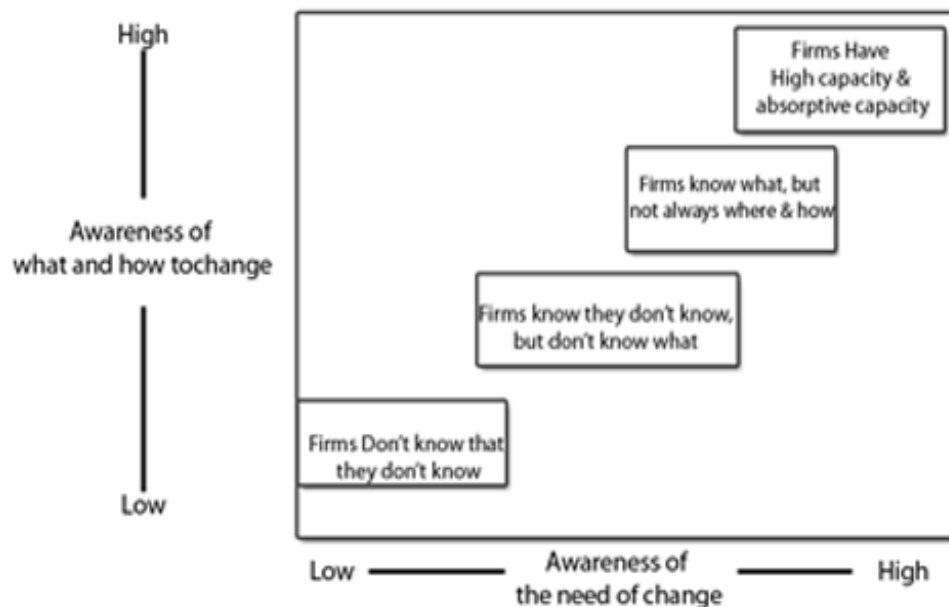 High
Awareness of
what and how tochange
Low
Firms Have
High capacity &
absorptive capacity
Firms know what, but
not always where & how
Firms know they don't know,
but don't know what
Firms Don't know that
they don't know
Low
Awareness of
the need of change
High